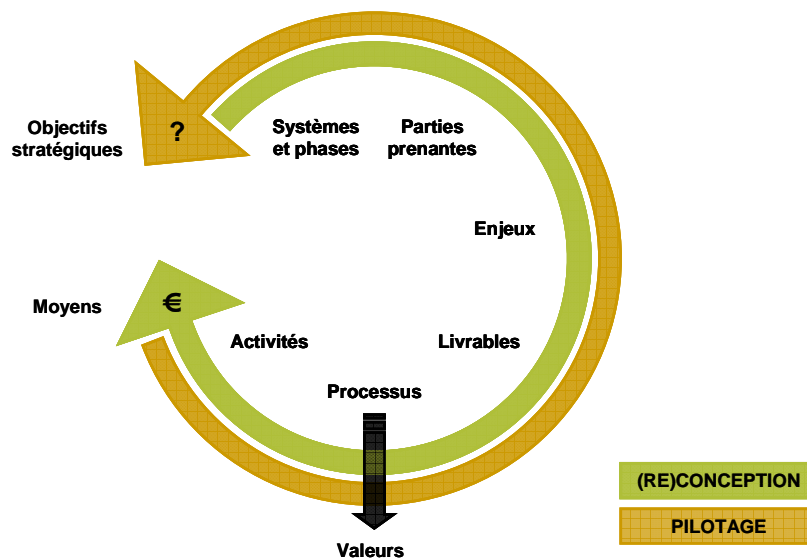 Objectifs
stratégiques
?
Systèmes
et phases
Parties
prenantes
Enjeux
Moyens
€
Activités
Livrables
Processus
Valeurs
(RE)CONCEPTION
PILOTAGE